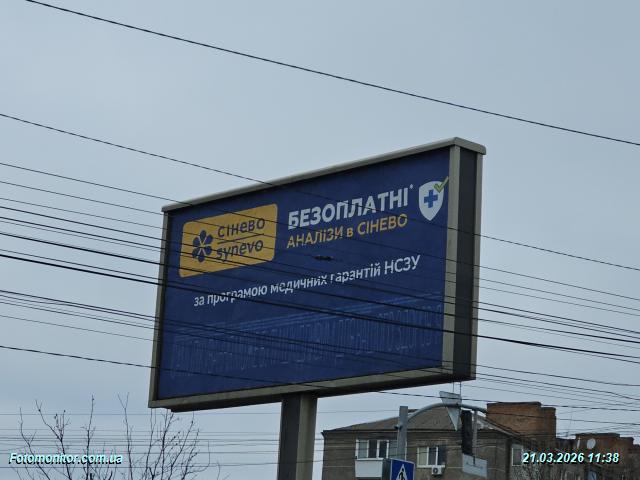 сінево
synevo
БЕЗОПЛАТНІ*
АНАЛІЗИ в СІНЕВО
за програмою медичних гарантій НСЗУ
Fotomonitor.com.ua
21.03.2026 11:38